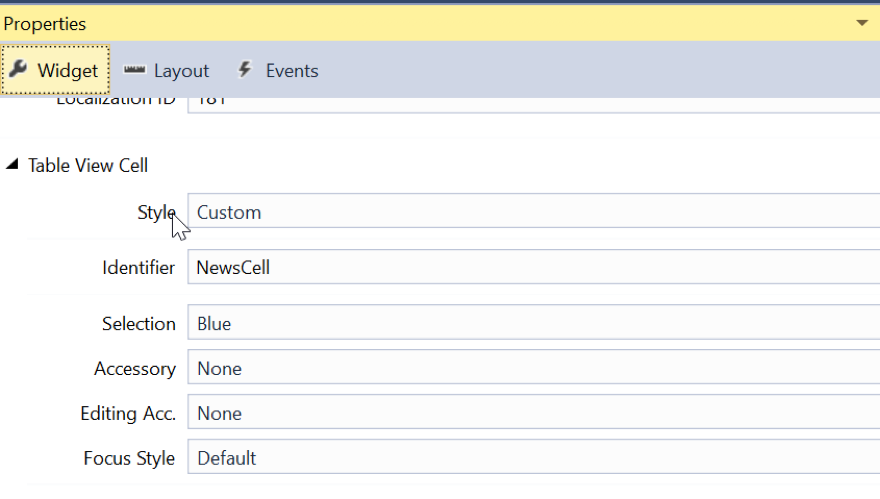 Properties
Widget Layout Events
Localization ID 181
Table View Cell
Style Custom
Identifier NewsCell
Selection Blue
Accessory None
Editing Acc. None
Focus Style Default